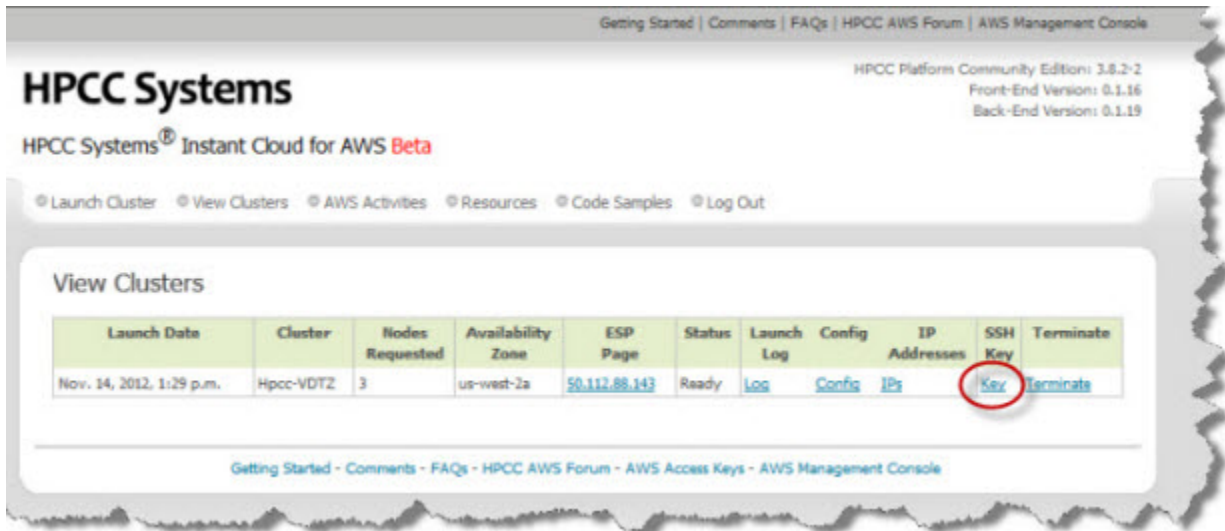 Getting Started | Comments | FAQs | HPCC AWS Forum | AWS Management Console
HPCC Platform Community Edition: 3.8.2-2
Front-End Version: 0.1.16
Back-End Version: 0.1.19
HPCC Systems
HPCC Systems® Instant Cloud for AWS Beta
Launch Cluster View Clusters AWS Activities Resources Code Samples Log Out
View Clusters
Launch Date Cluster Nodes Requested Availability Zone ESP Page Status Launch Log Config IP Addresses SSH Key Terminate
Nov. 14, 2012, 1:29 p.m. Hpcc-VDTZ 3 us-west-2a 50.112.88.143 Ready Log Config IPs Key Terminate
Getting Started - Comments - FAQs - HPCC AWS Forum - AWS Access Keys - AWS Management Console